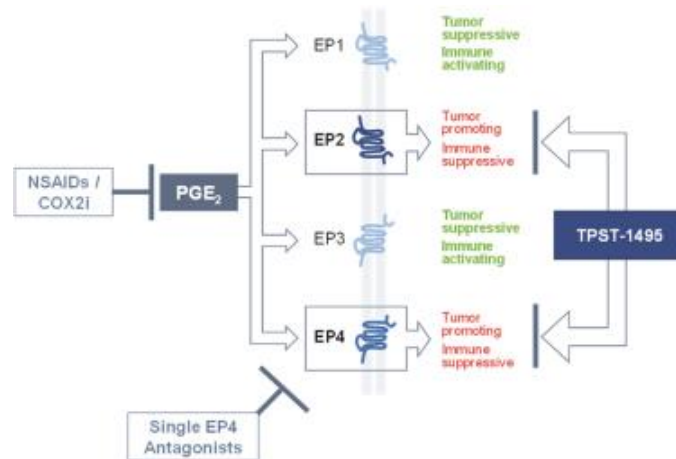 EP1
Tumor
suppressive
Immune
activating
EP2
Tumor
promoting
Immune
suppressive
NSAIDs /
COX2i
PGE2
EP3
Tumor
suppressive
Immune
activating
TPST-1495
EP4
Tumor
promoting
Immune
suppressive
Single EP4
Antagonists